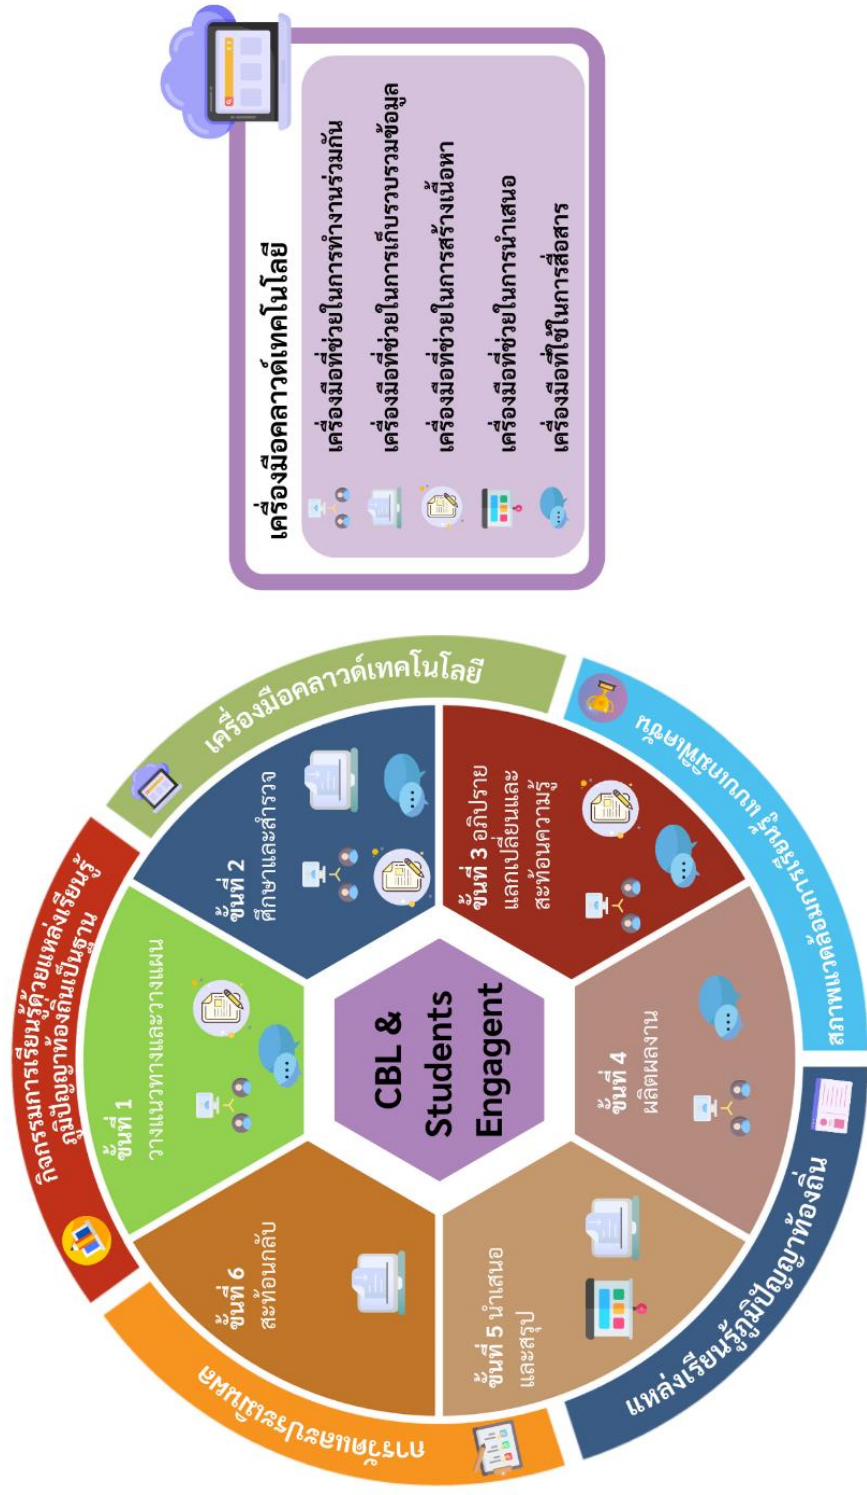 กิจกรรมการเรียนรู้ด้วยแหล่งเรียนรู้
ภูมิปัญญาท้องถิ่นเป็นฐาน
เครื่องมือคลาวด์เทคโนโลยี
สภาพแวดล้อมการเรียนรู้ แบบเกมมิฟิเคชัน
แหล่งเรียนรู้ภูมิปัญญาท้องถิ่น
การวัดและประเมินผล
ขั้นที่ 1
วางแนวทางและวางแผน
ขั้นที่ 2
ศึกษาและสำรวจ
ขั้นที่ 3 อภิปราย
แลกเปลี่ยนและ
สะท้อนความรู้
ขั้นที่ 4
ผลิตผลงาน
ขั้นที่ 5 นำเสนอ
และสรุป
ขั้นที่ 6
สะท้อนกลับ
CBL &
Students
Engagent
เครื่องมือคลาวด์เทคโนโลยี
เครื่องมือที่ช่วยในการทำงานร่วมกัน
เครื่องมือที่ช่วยในการเก็บรวบรวมข้อมูล
เครื่องมือที่ช่วยในการสร้างเนื้อหา
เครื่องมือที่ช่วยในการนำเสนอ
เครื่องมือที่ใช้ในการสื่อสาร